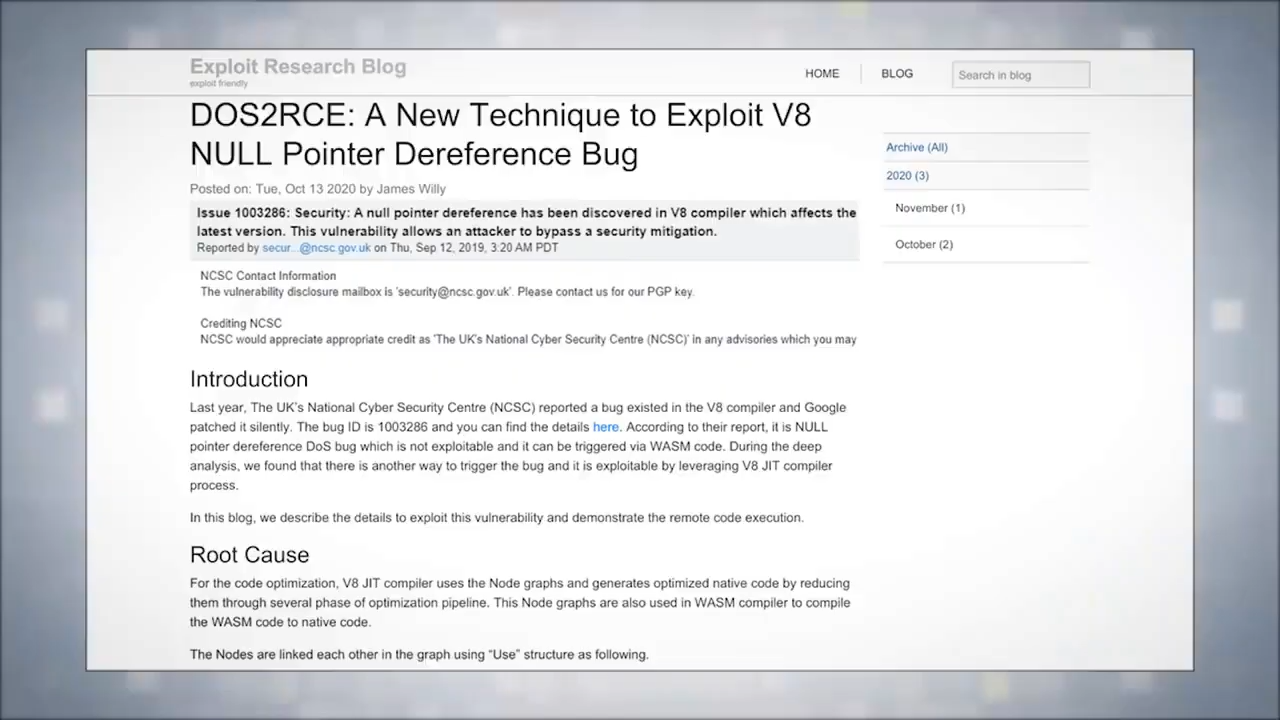 Exploit Research Blog
exploit friendly
HOME
BLOG
Search in blog
DOS2RCE: A New Technique to Exploit V8
NULL Pointer Dereference Bug
Posted on: Tue, Oct 13 2020 by James Willy
Issue 1003286: Security: A null pointer dereference has been discovered in V8 compiler which affects the
latest version. This vulnerability allows an attacker to bypass a security mitigation.
Reported by secur...@ncsc.gov.uk on Thu, Sep 12, 2019, 3:20 AM PDT
NCSC Contact Information
The vulnerability disclosure mailbox is 'security@ncsc.gov.uk'. Please contact us for our PGP key.
Crediting NCSC
NCSC would appreciate appropriate credit as 'The UK's National Cyber Security Centre (NCSC)' in any advisories which you may
Introduction
Last year, The UK's National Cyber Security Centre (NCSC) reported a bug existed in the V8 compiler and Google
patched it silently. The bug ID is 1003286 and you can find the details here. According to their report, it is NULL
pointer dereference DoS bug which is not exploitable and it can be triggered via WASM code. During the deep
analysis, we found that there is another way to trigger the bug and it is exploitable by leveraging V8 JIT compiler
process.
In this blog, we describe the details to exploit this vulnerability and demonstrate the remote code execution.
Root Cause
For the code optimization, V8 JIT compiler uses the Node graphs and generates optimized native code by reducing
them through several phase of optimization pipeline. This Node graphs are also used in WASM compiler to compile
the WASM code to native code.
The Nodes are linked each other in the graph using “Use” structure as following.
Archive (All)
2020 (3)
November (1)
October (2)